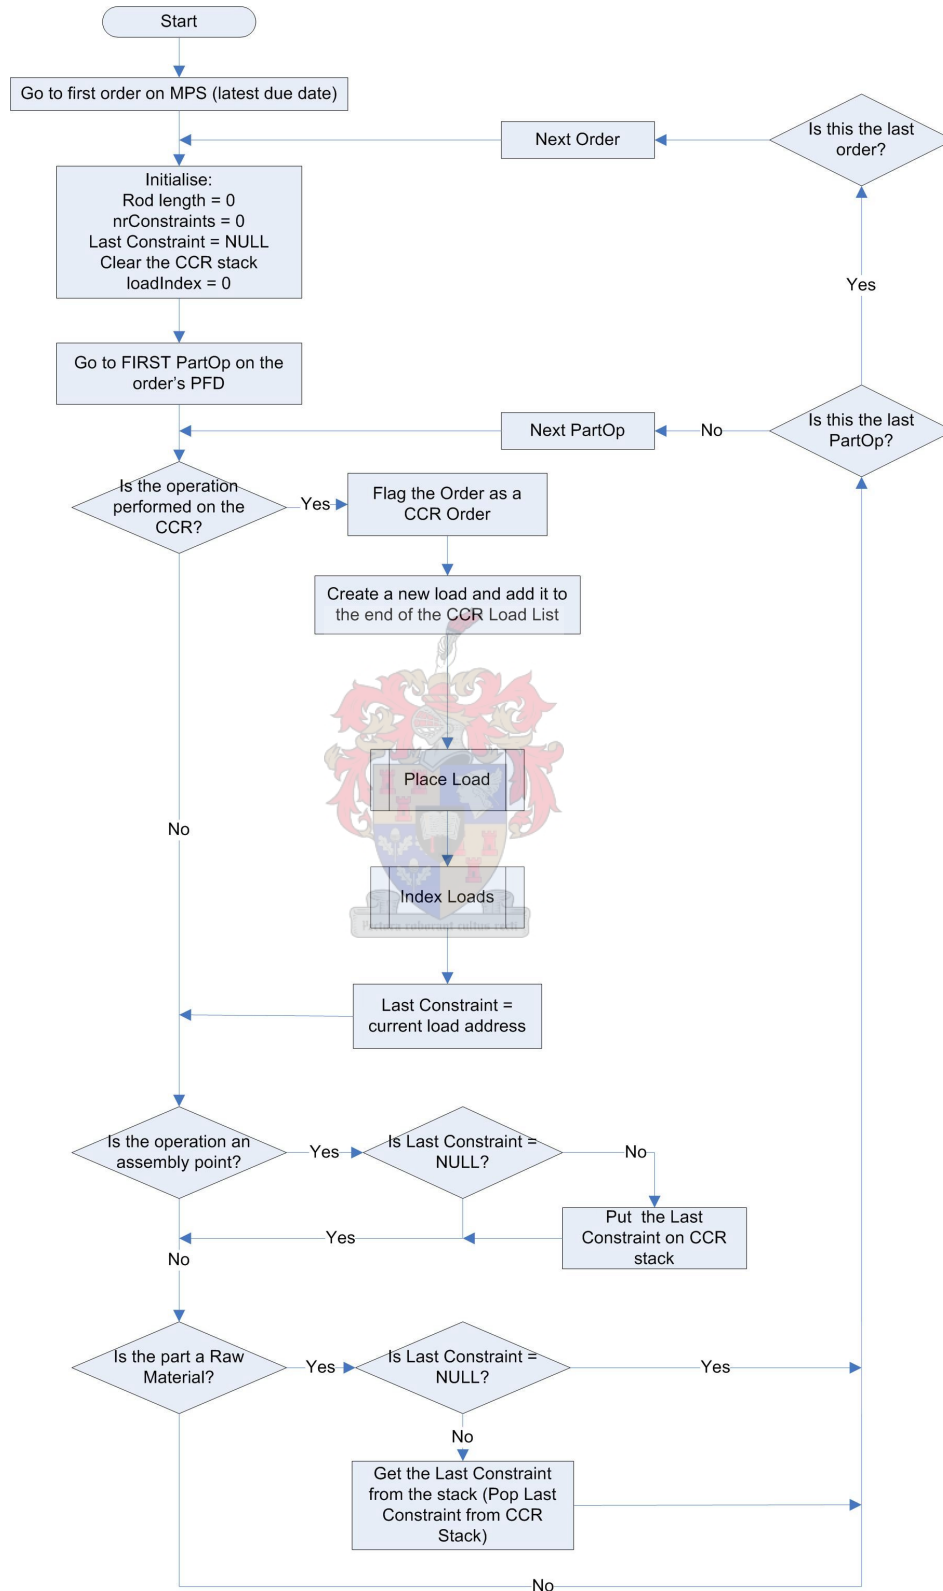 Start
Go to first order on MPS (latest due date)
Is this the last
order?
Next Order
Initialise:
Rod length = 0
nrConstraints = 0
Last Constraint = NULL
Clear the CCR stack
loadIndex = 0
Yes
Go to FIRST PartOp on the
order's PFD
Is this the last
PartOp?
No
Next PartOp
Is the operation
performed on the
CCR?
Yes
Flag the Order as a
CCR Order
Create a new load and add it to
the end of the CCR Load List
Place Load
No
Index Loads
Pectora roborant cultus recti
Last Constraint =
current load address
Is the operation an
assembly point?
Yes
Is Last Constraint =
NULL?
No
Put the Last
Constraint on CCR
stack
Yes
No
Is the part a Raw
Material?
Yes
Is Last Constraint =
NULL?
Yes
No
Get the Last Constraint
from the stack (Pop Last
Constraint from CCR
Stack)
No